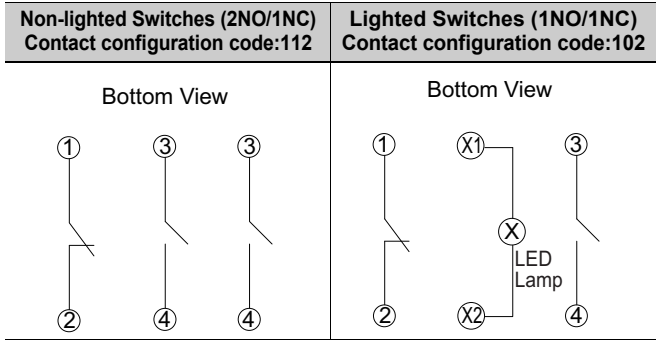 Non-lighted Switches (2NO/1NC)
Contact configuration code:112
Lighted Switches (1NO/1NC)
Contact configuration code:102
Bottom View
1 3 3
2 4 4
Bottom View
1 X1 3
X
LED
Lamp
2 X2 4